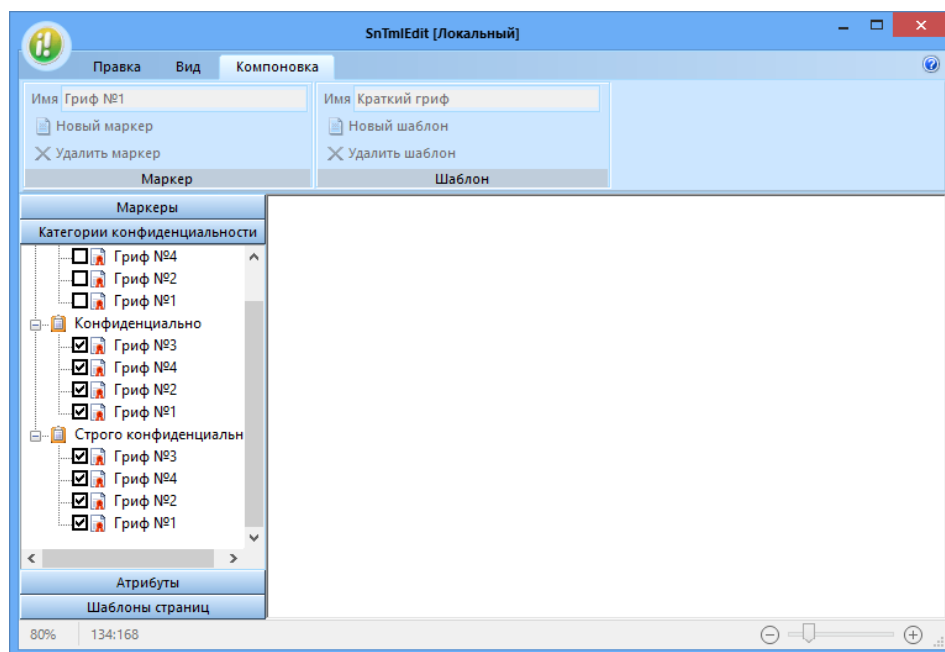 SnTmlEdit [Локальный]
Правка Вид Компоновка
Имя Гриф №1 Имя Краткий гриф
Новый маркер Новый шаблон
Удалить маркер Удалить шаблон
Маркер Шаблон
Маркеры
Категории конфиденциальности
Гриф №4
Гриф №2
Гриф №1
Конфиденциально
Гриф №3
Гриф №4
Гриф №2
Гриф №1
Строго конфиденциальн
Гриф №3
Гриф №4
Гриф №2
Гриф №1
Атрибуты
Шаблоны страниц
80% 134:168